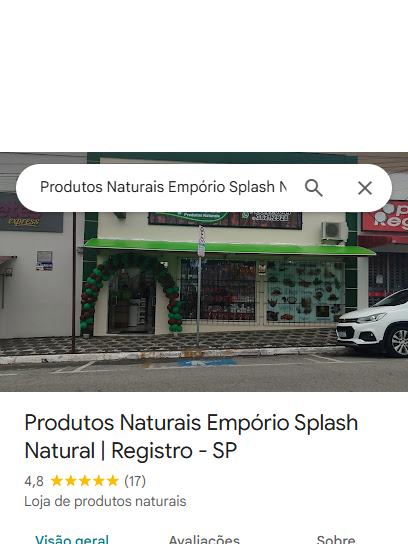 Produtos Naturais Empório Splash N
Produtos Naturais
EXPRESS
Produtos Naturais Empório Splash
Natural | Registro - SP
4,8 (17)
Loja de produtos naturais
Visão geral Avaliações Sobre